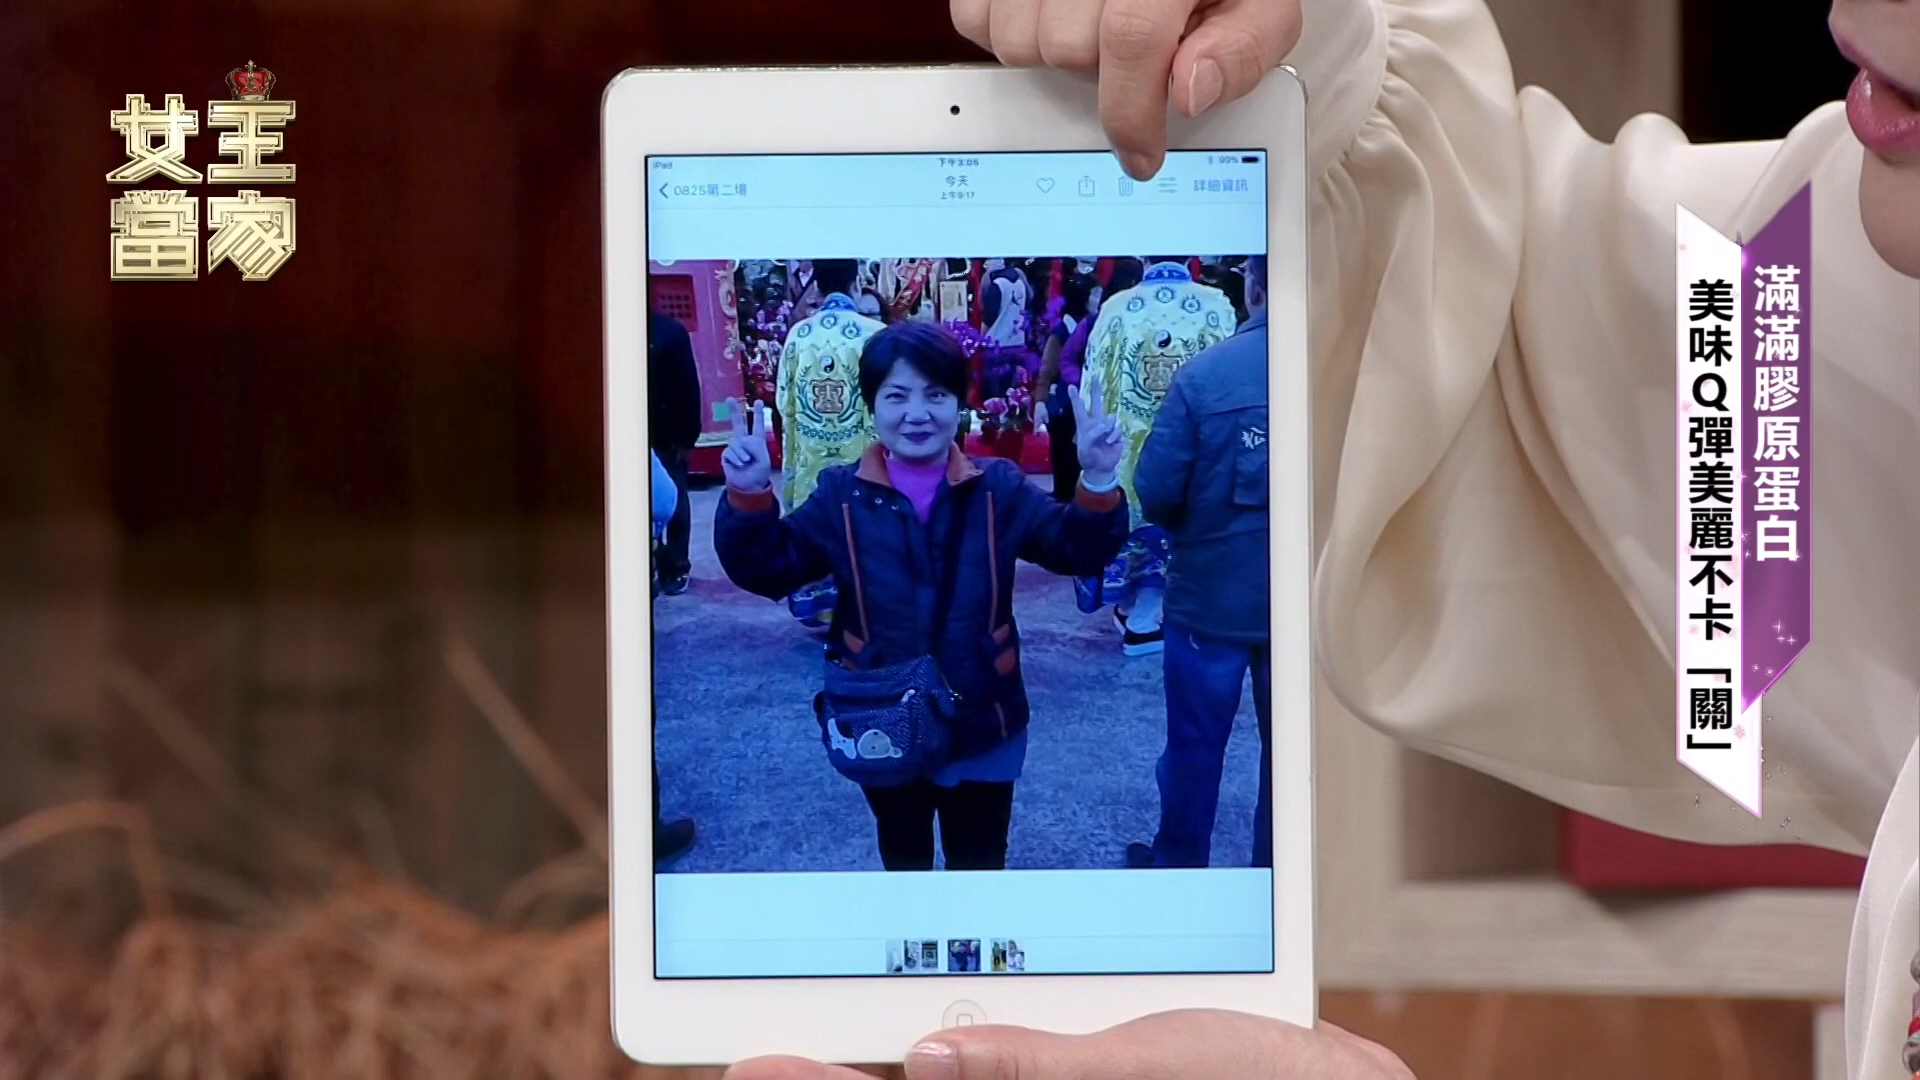 女王
當家
iPad
下午3:05
99%
0825第二場
今天
上午9:17
詳細資訊
滿滿膠原蛋白
美味Q彈美麗不卡「關」